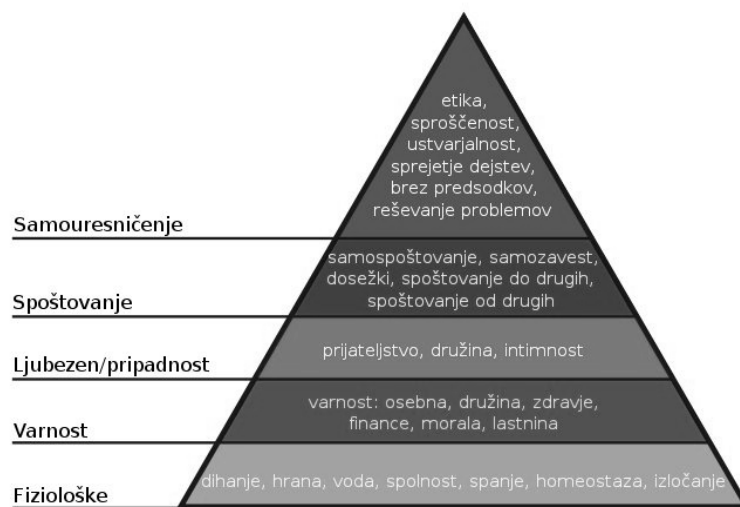 etika,
sproščenost,
ustvarjalnost,
sprejetje dejstev,
brez predsodkov,
reševanje problemov
Samouresničenje
samospoštovanje, samozavest,
dosežki, spoštovanje do drugih,
spoštovanje od drugih
Spoštovanje
prijateljstvo, družina, intimnost
Ljubezen/pripadnost
varnost: osebna, družina, zdravje,
finance, morala, lastnina
Varnost
dihanje, hrana, voda, spolnost, spanje, homeostaza, izločanje
Fiziološke